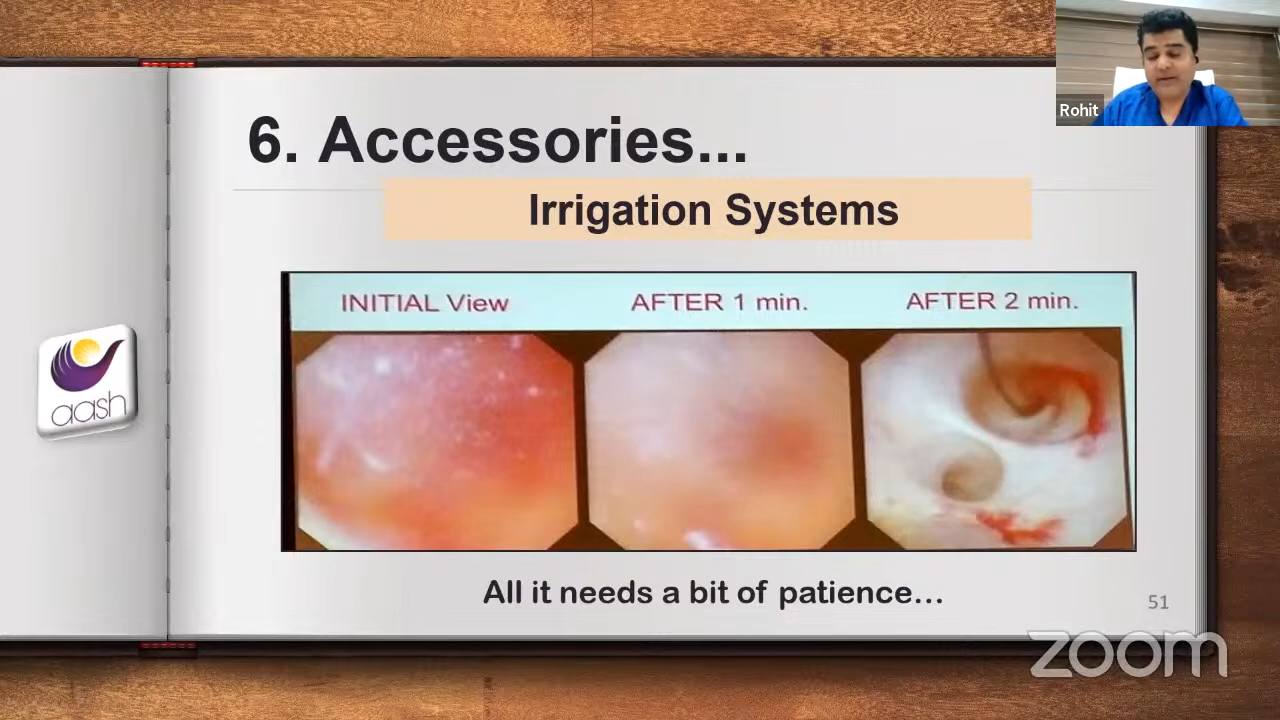 6. Accessories...
Irrigation Systems
INITIAL View
AFTER 1 min.
AFTER 2 min.
All it needs a bit of patience...
51
aash
Rohit
zoom